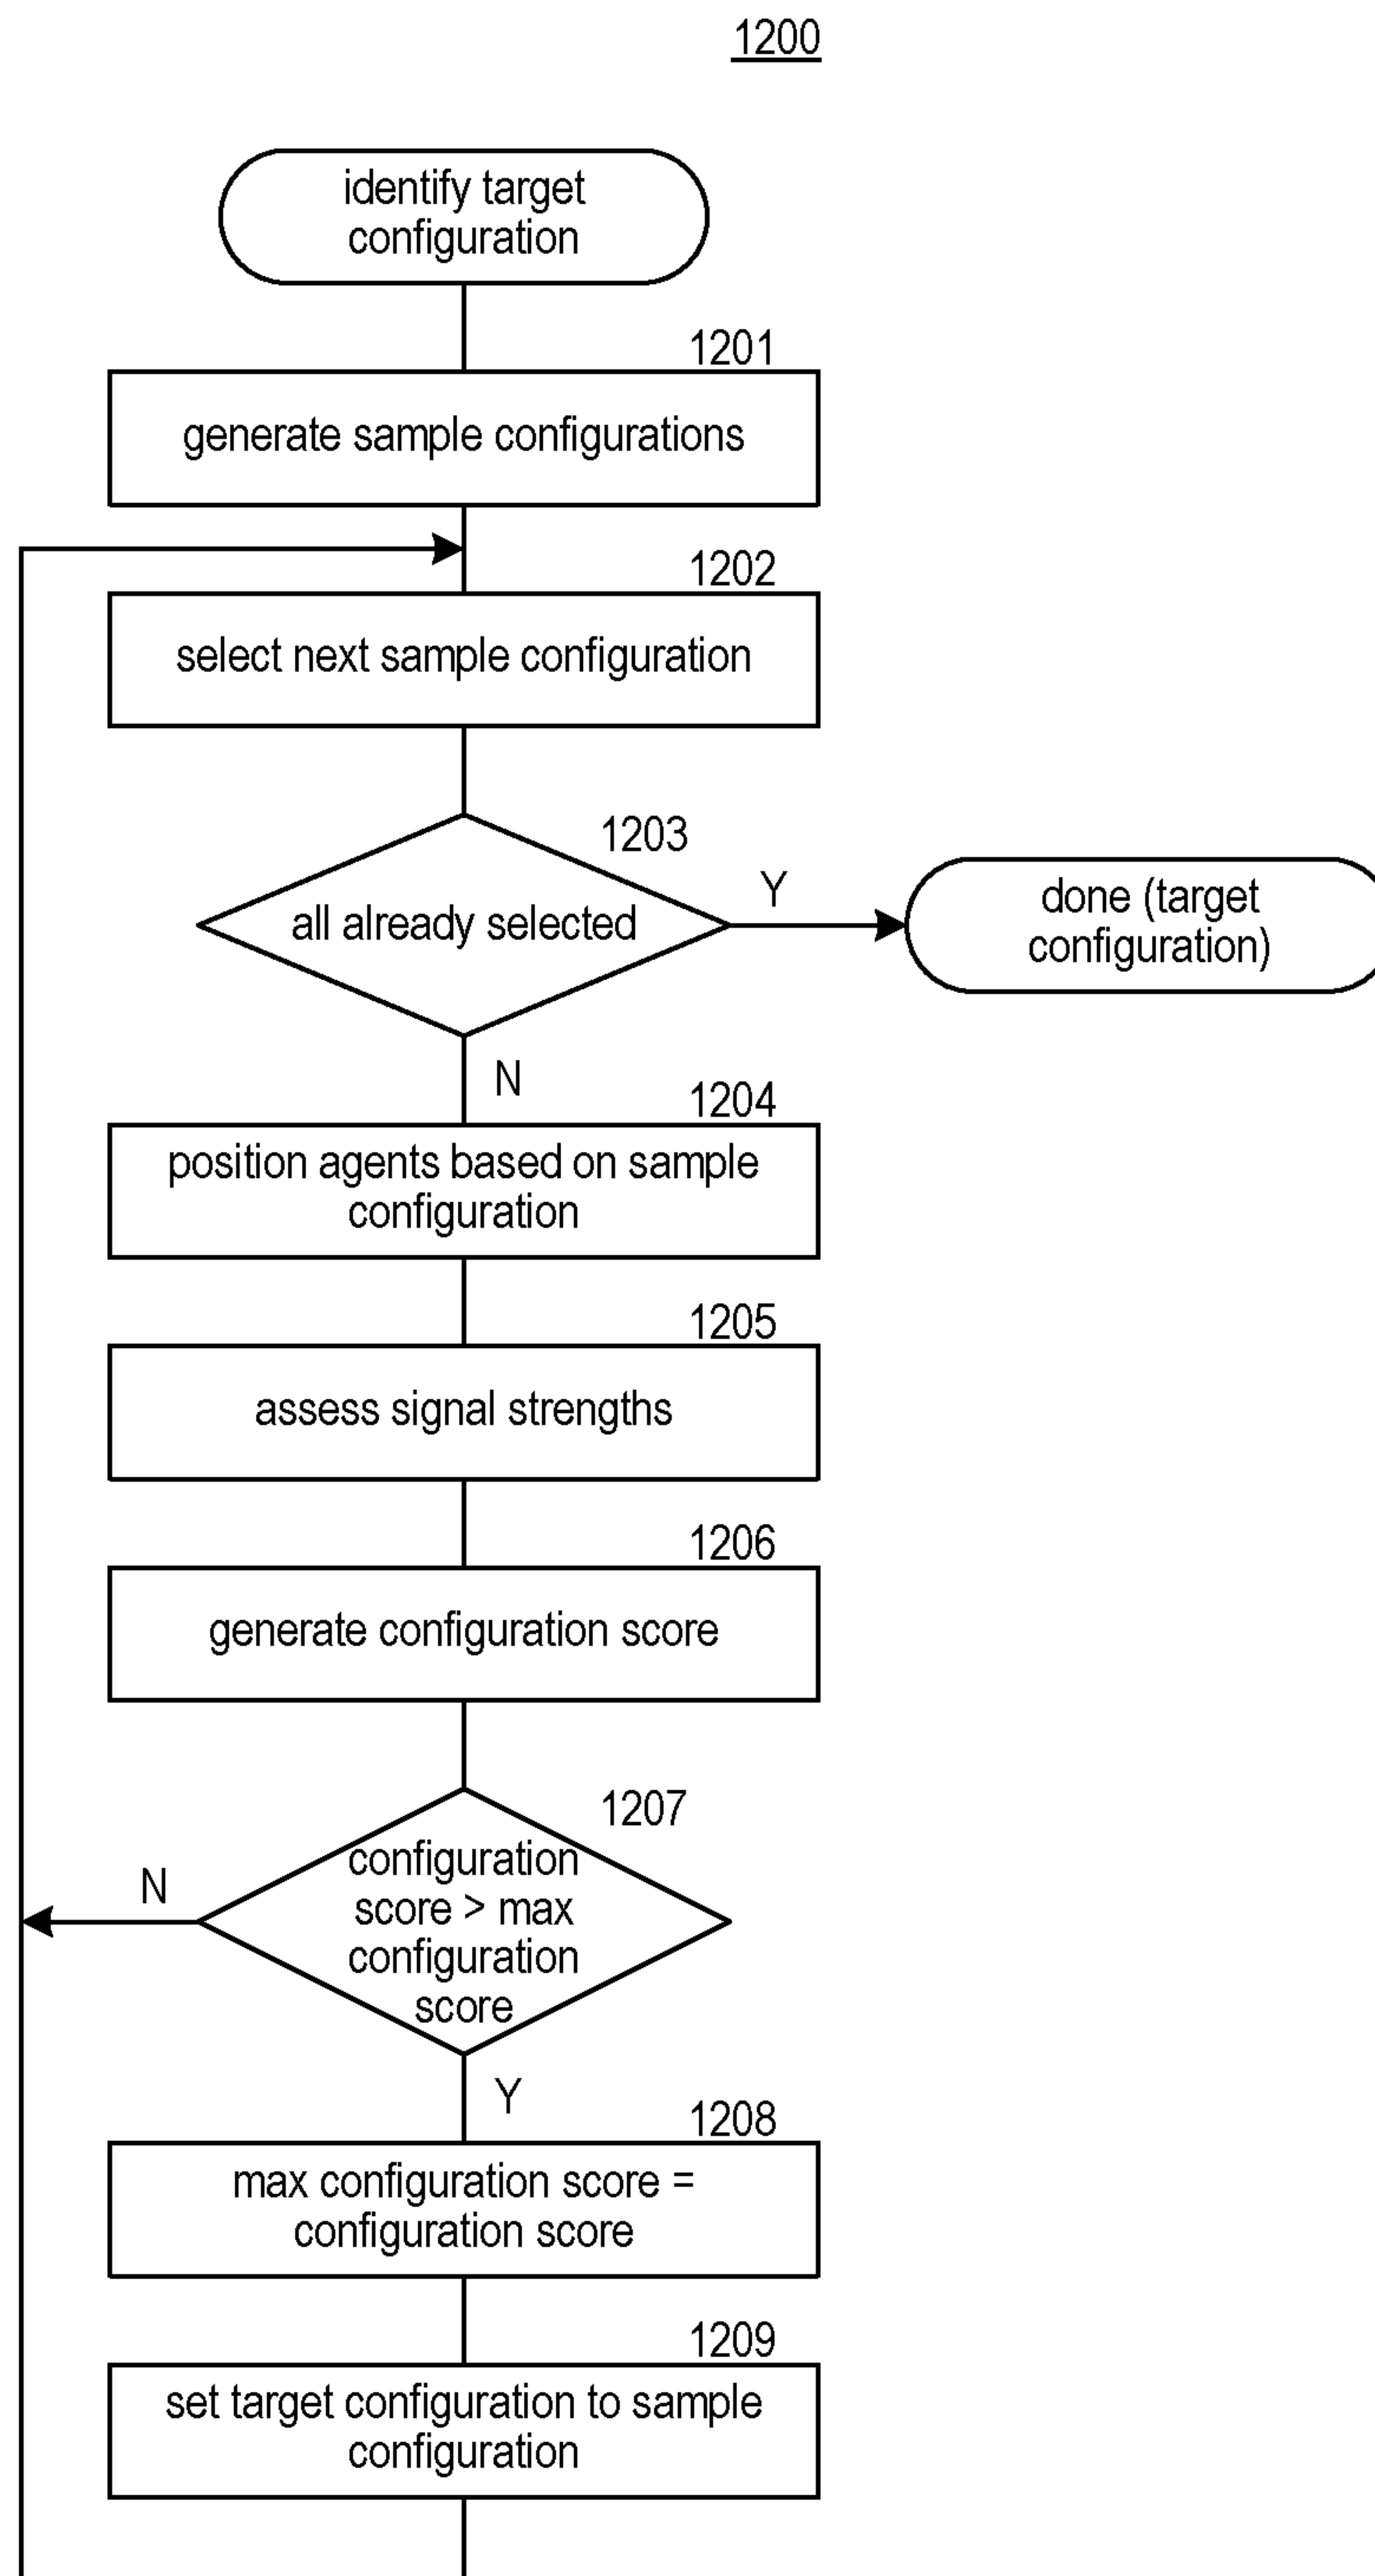 1200
identify target
configuration
1201
generate sample configurations
1202
select next sample configuration
1203
all already selected
Y
done (target
configuration)
N
1204
position agents based on sample
configuration
1205
assess signal strengths
1206
generate configuration score
1207
configuration
score > max
configuration
score
N
Y
1208
max configuration score =
configuration score
1209
set target configuration to sample
configuration